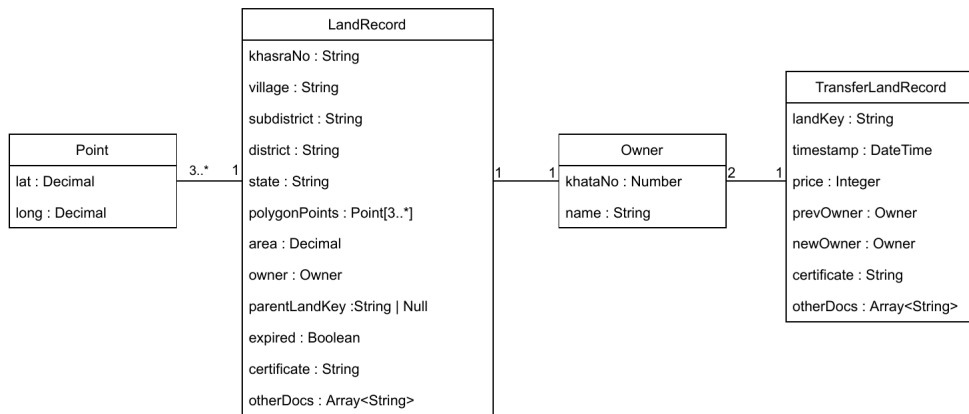 Point
lat : Decimal
long : Decimal
3..*
1
LandRecord
khasraNo : String
village : String
subdistrict : String
district : String
state : String
polygonPoints : Point[3..*]
area : Decimal
owner : Owner
parentLandKey :String | Null
expired : Boolean
certificate : String
otherDocs : Array<String>
1
1
Owner
khataNo : Number
name : String
2
1
TransferLandRecord
landKey : String
timestamp : DateTime
price : Integer
prevOwner : Owner
newOwner : Owner
certificate : String
otherDocs : Array<String>